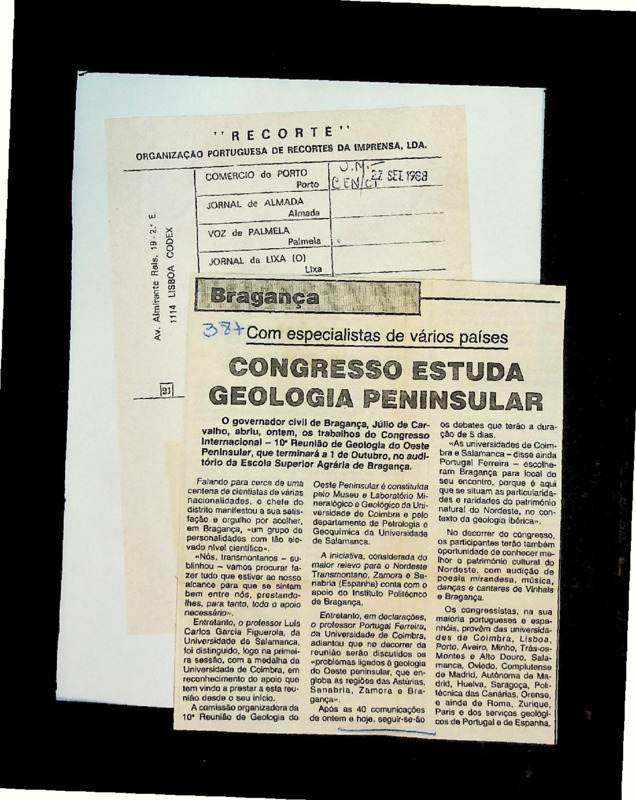 "RECORTE"
ORGANIZAÇÃO PORTUGUESA DE RECORTES DA IMPRENSA, LDA.
Av. Almirante Reis, 19-2.º E.
1114 LISBOA CODEX
21
COMERCIO do PORTO
Porto
27 SET. 1988
JORNAL de ALMADA
Almada
VOZ de PALMELA
Palmela
JORNAL da LIXA (O)
Lixa
Bragança
387
Com especialistas de vários países
CONGRESSO ESTUDA
GEOLOGIA PENINSULAR
O governador civil de Bragança, Júlio de Car-
valho, abriu, ontem, os trabalhos do Congresso
Internacional – 10ª Reunião de Geologia do Oeste
Peninsular, que terminará a 1 de Outubro, no audi-
tório da Escola Superior Agrária de Bragança.
Falando para cerca de uma
centena de cientistas de várias
nacionalidades, o chefe do
distrito manifestou a sua satis-
fação e orgulho por acolher,
em Bragança, «um grupo de
personalidades com tão ele-
vado nível científico».
«Nós, transmontanos – su-
blinhou – vamos procurar fa-
zer tudo que estiver ao nosso
alcance para que se sintam
bem entre nós, prestando-
lhes, para tanto, todo o apoio
necessário».
Entretanto, o professor Luís
Carlos Garcia Figuerola, da
Universidade de Salamanca,
foi distinguido, logo na primei-
ra sessão, com a medalha da
Universidade de Coimbra, em
reconhecimento do apoio que
tem vindo a prestar a esta reu-
nião desde o seu início.
A comissão organizadora da
10ª Reunião de Geologia do
Oeste Peninsular é constituída
pelo Museu e Laboratório Mi-
neralógico e Geológico da Uni-
versidade de Coimbra e pelo
departamento de Petrologia e
Geoquímica da Universidade
de Salamanca.
A iniciativa, considerada do
maior relevo para o Nordeste
Transmontano, Zamora e Sa-
nabria (Espanha) conta com o
apoio do Instituto Politécnico
de Bragança.
Entretanto, em declarações,
o professor Portugal Ferreira,
da Universidade de Coimbra,
adiantou que no decorrer da
reunião serão discutidos os
«problemas ligados à geologia
do Oeste peninsular, que en-
globa as regiões das Astúrias,
Sanabria, Zamora e Bra-
gança».
Após as 40 comunicações
de ontem e hoje, seguir-se-ão
os debates que terão a dura-
ção de 5 dias.
«As universidades de Coim-
bra e Salamanca – disse ainda
Portugal Ferreira – escolhe-
ram Bragança para local do
seu encontro, porque é aqui
que se situam as particularida-
des e raridades do património
natural do Nordeste, no con-
texto da geologia ibérica».
No decorrer do congresso,
os participantes terão também
oportunidade de conhecer me-
lhor o património cultural do
Nordeste, com audição de
poesia mirandesa, música,
danças e cantares de Vinhais
e Bragança.
Os congressistas, na sua
maioria portugueses e espa-
nhóis, provêm das universida-
des de Coimbra, Lisboa,
Porto, Aveiro, Minho, Trás-os-
Montes e Alto Douro, Sala-
manca, Oviedo, Complutense
de Madrid, Autónoma de Ma-
drid, Huelva, Saragoça, Poli-
técnica das Canárias, Orense,
e ainda de Roma, Zurique,
Paris e dos serviços geológi-
cos de Portugal e de Espanha.